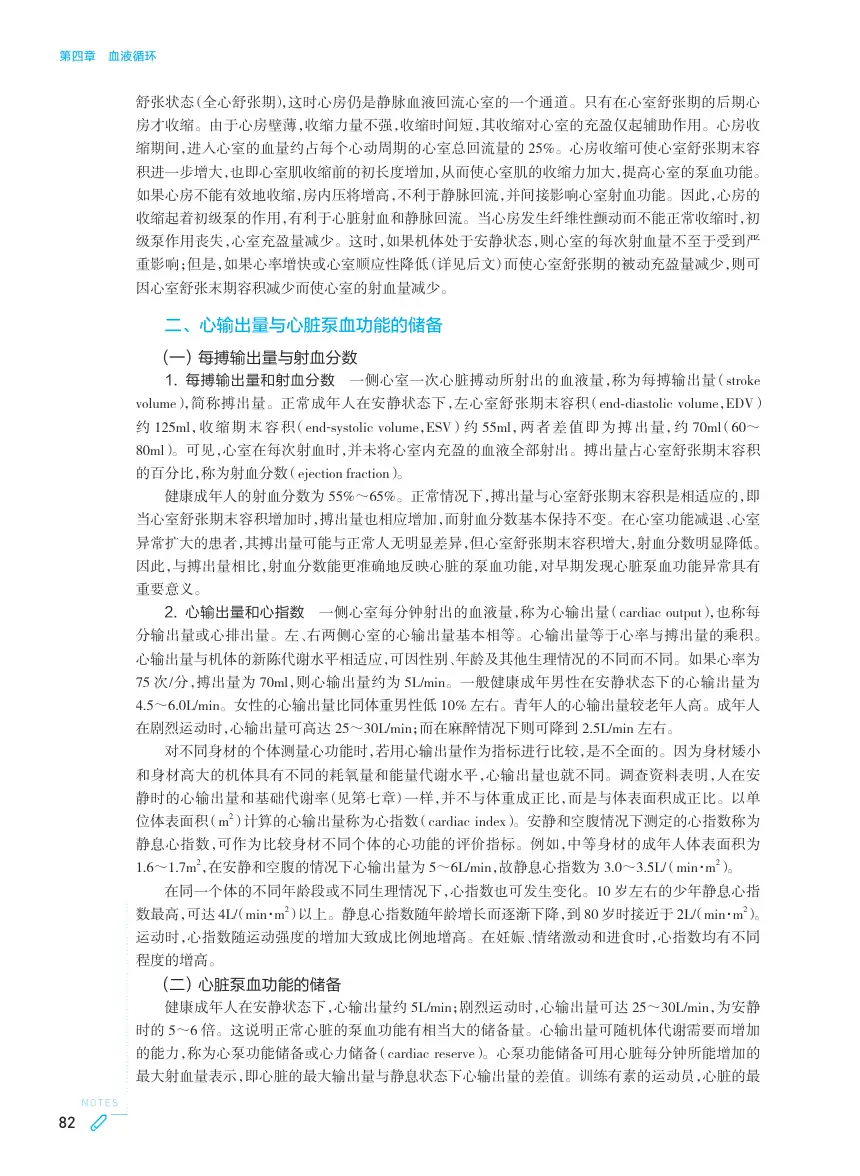 第四章　血液循环
舒张状态(全心舒张期),这时心房仍是静脉血液回流心室的一个通道。只有在心室舒张期的后期心
房才收缩。由于心房壁薄,收缩力量不强,收缩时间短,其收缩对心室的充盈仅起辅助作用。心房收
缩期间,进入心室的血量约占每个心动周期的心室总回流量的 25%。心房收缩可使心室舒张期末容
积进一步增大,也即心室肌收缩前的初长度增加,从而使心室肌的收缩力加大,提高心室的泵血功能。
如果心房不能有效地收缩,房内压将增高,不利于静脉回流,并间接影响心室射血功能。因此,心房的
收缩起着初级泵的作用,有利于心脏射血和静脉回流。当心房发生纤维性颤动而不能正常收缩时,初
级泵作用丧失,心室充盈量减少。这时,如果机体处于安静状态,则心室的每次射血量不至于受到严
重影响;但是,如果心率增快或心室顺应性降低(详见后文)而使心室舒张期的被动充盈量减少,则可
因心室舒张末期容积减少而使心室的射血量减少。
二、心输出量与心脏泵血功能的储备
(一)每搏输出量与射血分数
1. 每搏输出量和射血分数　一侧心室一次心脏搏动所射出的血液量,称为每搏输出量(stroke
volume),简称搏出量。正常成年人在安静状态下,左心室舒张期末容积(end-diastolic volume,EDV)
约 125ml,收缩期末容积(end-systolic volume,ESV)约 55ml,两者差值即为搏出量,约 70ml(60～
80ml)。可见,心室在每次射血时,并未将心室内充盈的血液全部射出。搏出量占心室舒张期末容积
的百分比,称为射血分数(ejection fraction)。
健康成年人的射血分数为 55%～65%。正常情况下,搏出量与心室舒张期末容积是相适应的,即
当心室舒张期末容积增加时,搏出量也相应增加,而射血分数基本保持不变。在心室功能减退、心室
异常扩大的患者,其搏出量可能与正常人无明显差异,但心室舒张期末容积增大,射血分数明显降低。
因此,与搏出量相比,射血分数能更准确地反映心脏的泵血功能,对早期发现心脏泵血功能异常具有
重要意义。
2. 心输出量和心指数　一侧心室每分钟射出的血液量,称为心输出量(cardiac output),也称每
分输出量或心排出量。左、右两侧心室的心输出量基本相等。心输出量等于心率与搏出量的乘积。
心输出量与机体的新陈代谢水平相适应,可因性别、年龄及其他生理情况的不同而不同。如果心率为
75 次/分,搏出量为 70ml,则心输出量约为 5L/min。一般健康成年男性在安静状态下的心输出量为
4.5～6.0L/min。女性的心输出量比同体重男性低 10% 左右。青年人的心输出量较老年人高。成年人
在剧烈运动时,心输出量可高达 25～30L/min;而在麻醉情况下则可降到 2.5L/min 左右。
对不同身材的个体测量心功能时,若用心输出量作为指标进行比较,是不全面的。因为身材矮小
和身材高大的机体具有不同的耗氧量和能量代谢水平,心输出量也就不同。调查资料表明,人在安
静时的心输出量和基础代谢率(见第七章)一样,并不与体重成正比,而是与体表面积成正比。以单
位体表面积(m²)计算的心输出量称为心指数(cardiac index)。安静和空腹情况下测定的心指数称为
静息心指数,可作为比较身材不同个体的心功能的评价指标。例如,中等身材的成年人体表面积为
1.6～1.7m²,在安静和空腹的情况下心输出量为 5～6L/min,故静息心指数为 3.0～3.5L/(min·m²)。
在同一个体的不同年龄段或不同生理情况下,心指数也可发生变化。10 岁左右的少年静息心指
数最高,可达 4L/(min·m²)以上。静息心指数随年龄增长而逐渐下降,到 80 岁时接近于 2L/(min·m²)。
运动时,心指数随运动强度的增加大致成比例地增高。在妊娠、情绪激动和进食时,心指数均有不同
程度的增高。
(二)心脏泵血功能的储备
健康成年人在安静状态下,心输出量约 5L/min;剧烈运动时,心输出量可达 25～30L/min,为安静
时的 5～6 倍。这说明正常心脏的泵血功能有相当大的储备量。心输出量可随机体代谢需要而增加
的能力,称为心泵功能储备或心力储备(cardiac reserve)。心泵功能储备可用心脏每分钟所能增加的
最大射血量表示,即心脏的最大输出量与静息状态下心输出量的差值。训练有素的运动员,心脏的最
NOTES
82